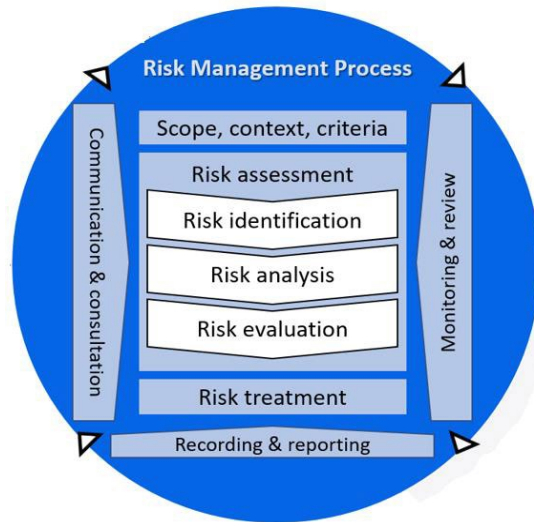 Risk Management Process
Scope, context, criteria
Risk assessment
Risk identification
Risk analysis
Risk evaluation
Risk treatment
Recording & reporting
Communication & consultation
Monitoring & review